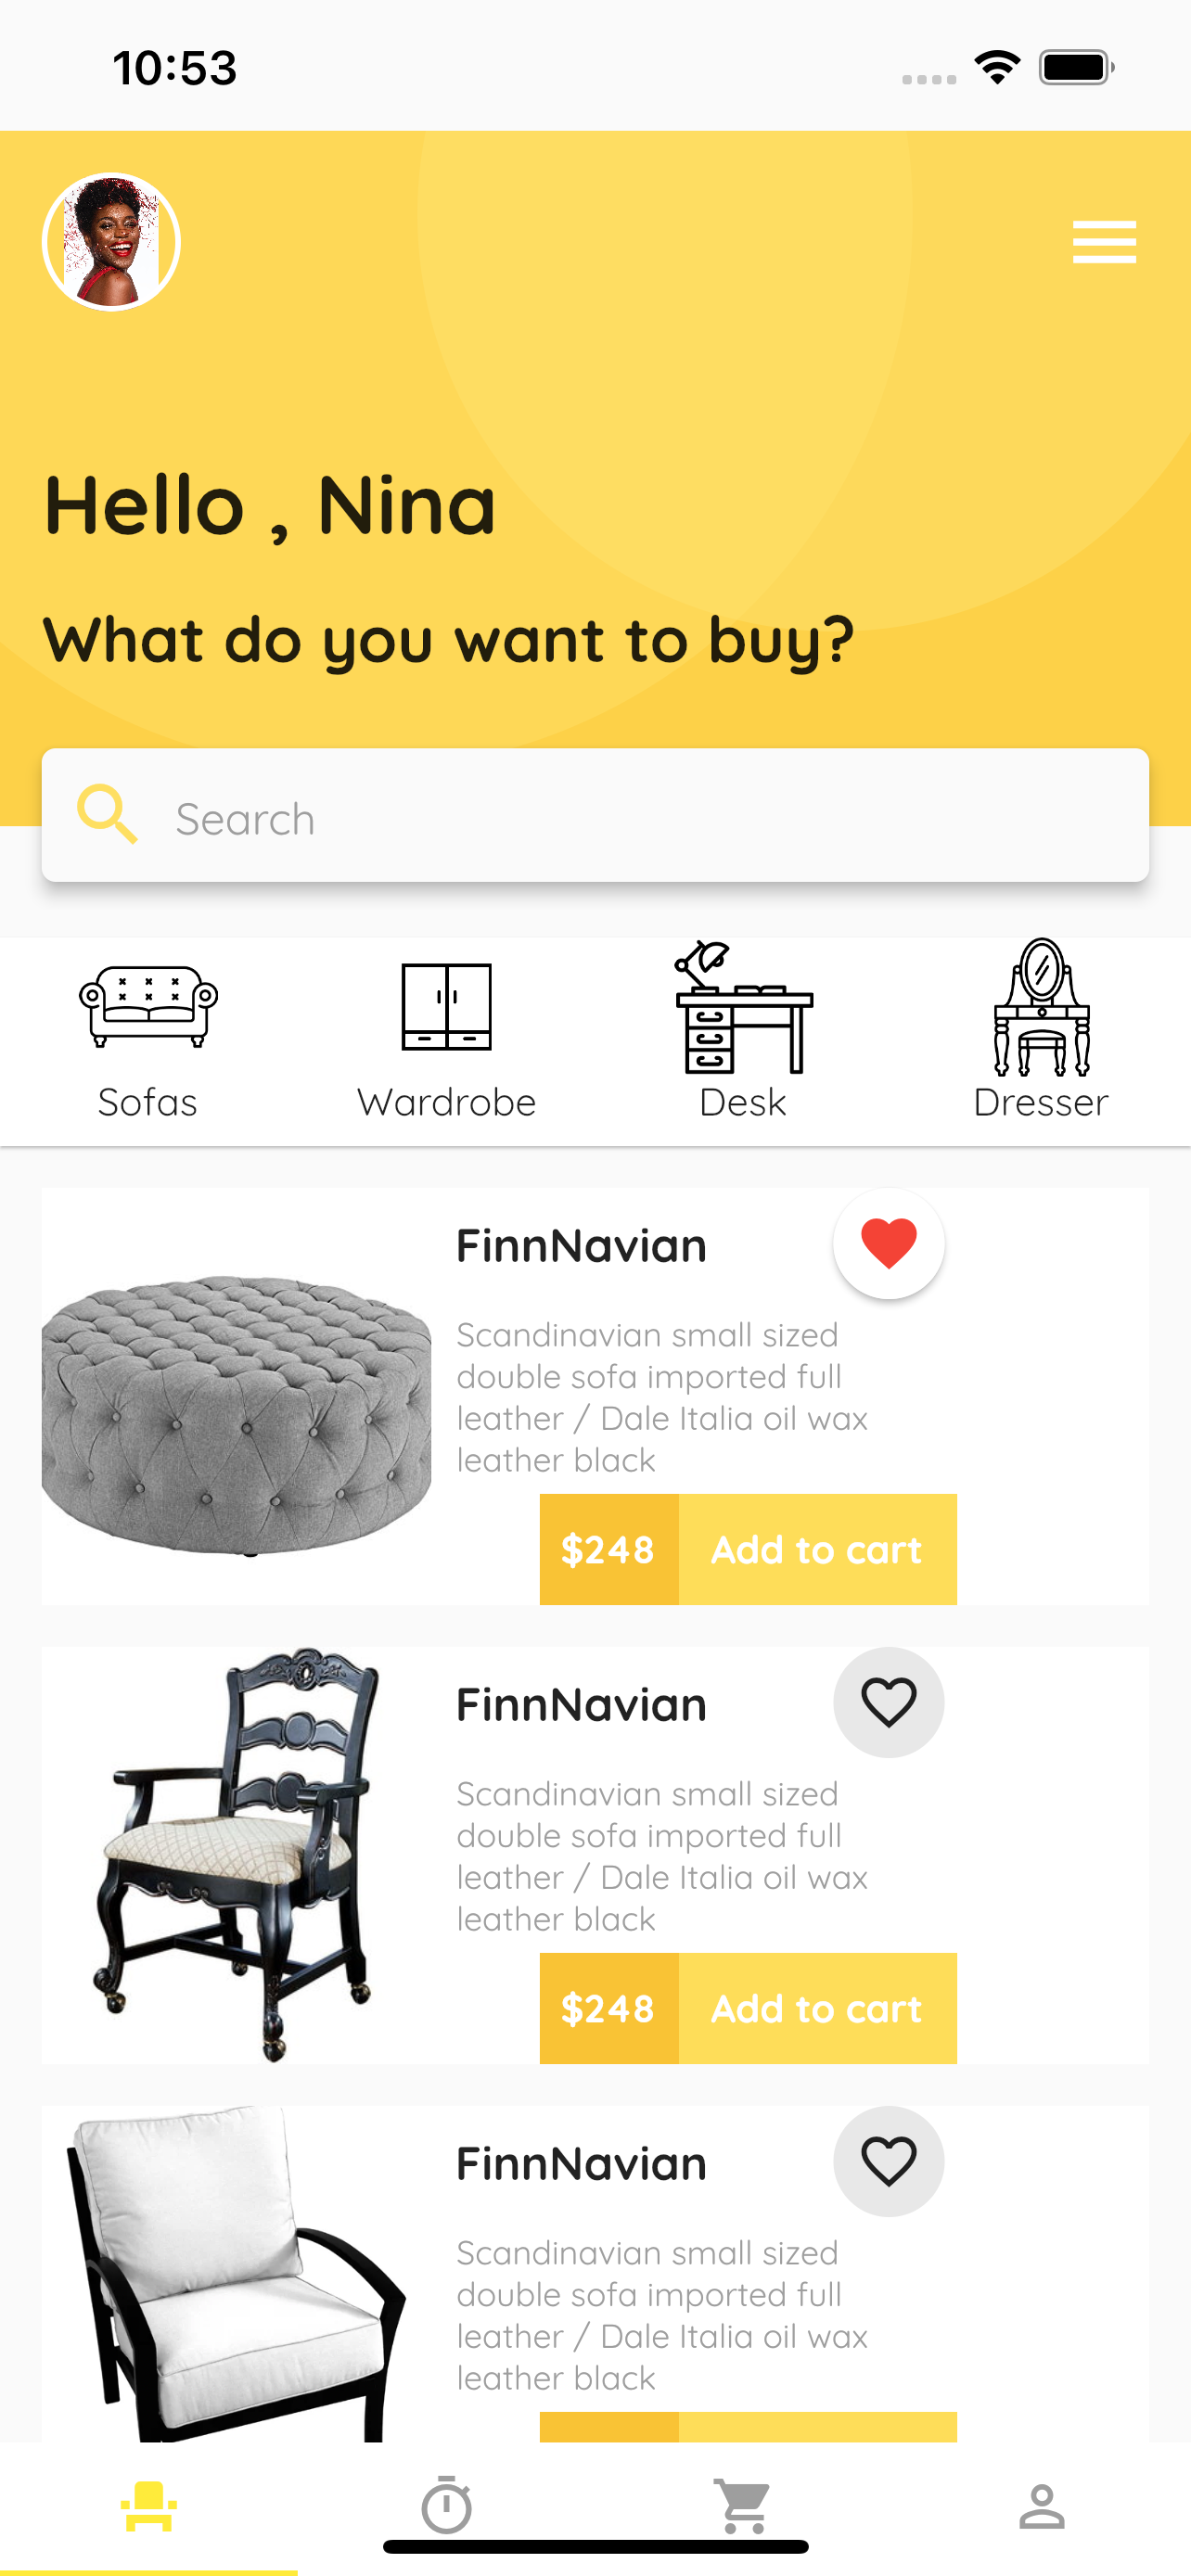 10:53
Hello , Nina
What do you want to buy?
Search
Sofas
Wardrobe
Desk
Dresser
FinnNavian
Scandinavian small sized
double sofa imported full
leather / Dale Italia oil wax
leather black
$248
Add to cart
FinnNavian
Scandinavian small sized
double sofa imported full
leather / Dale Italia oil wax
leather black
$248
Add to cart
FinnNavian
Scandinavian small sized
double sofa imported full
leather / Dale Italia oil wax
leather black